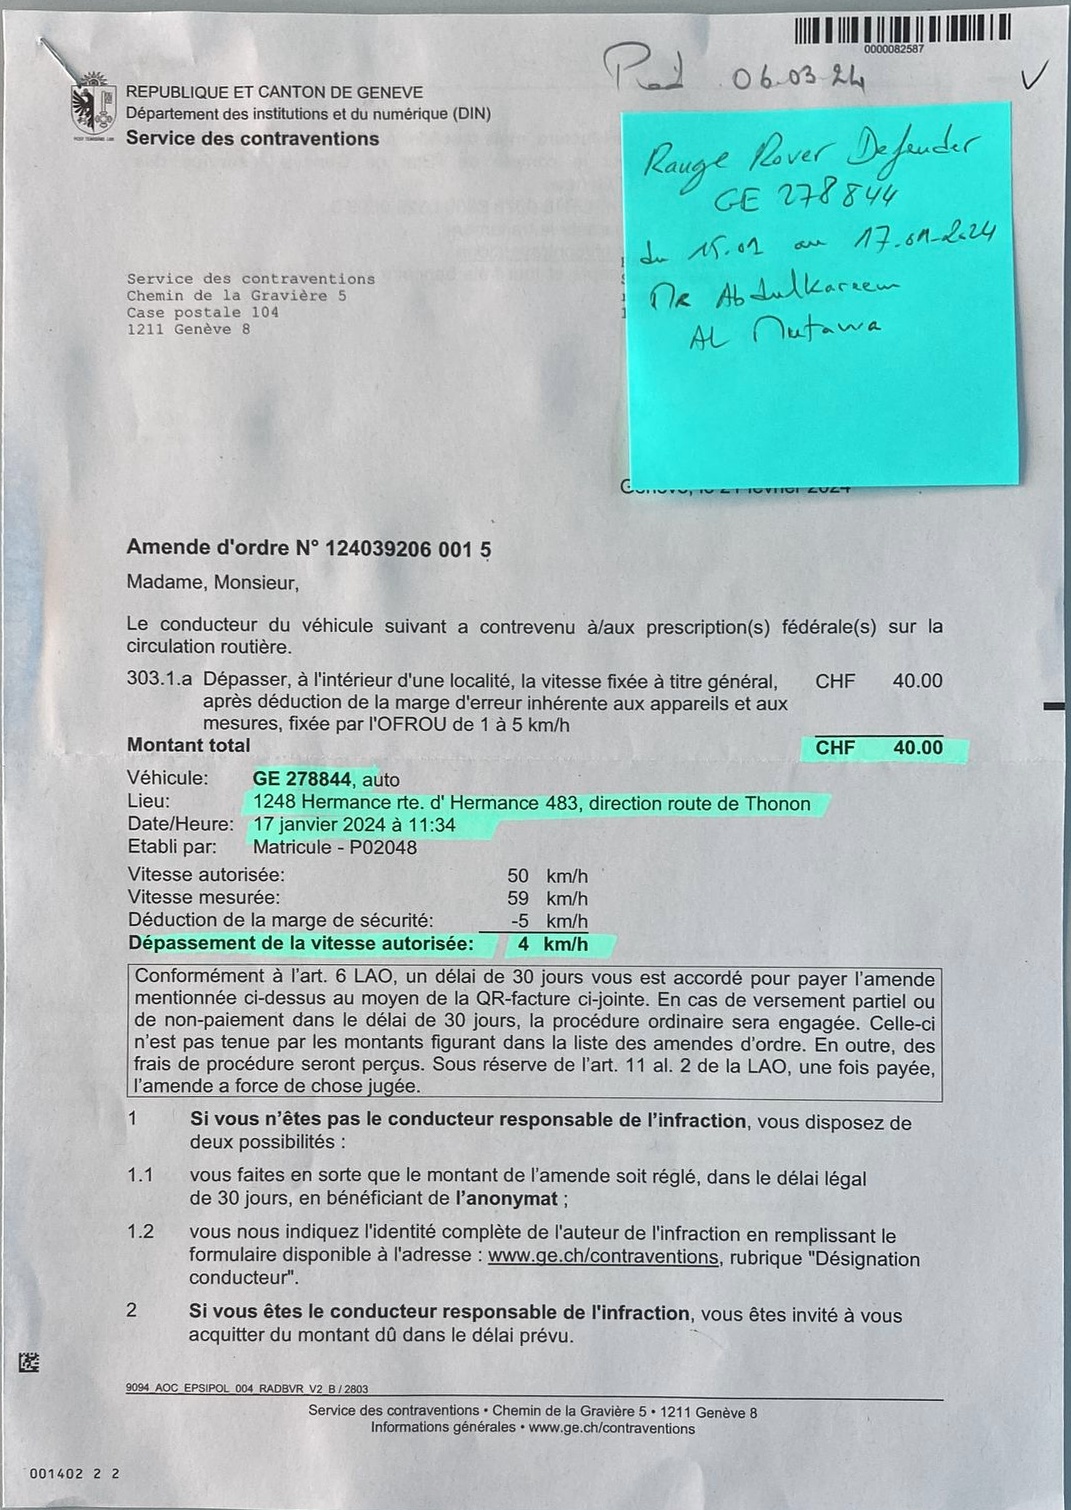 0000082587
06.03.24
REPUBLIQUE ET CANTON DE GENEVE
Département des institutions et du numérique (DIN)
Service des contraventions
Range Rover Defender
GE 278844
du 15.01 au 17.01-2024
Mr Abdulkareem
AL Mutawa
Service des contraventions
Chemin de la Gravière 5
Case postale 104
1211 Genève 8
Genève, le 21 février 2024
Amende d'ordre N° 124039206 001 5
Madame, Monsieur,
Le conducteur du véhicule suivant a contrevenu à/aux prescription(s) fédérale(s) sur la
circulation routière.
303.1.a Dépasser, à l'intérieur d'une localité, la vitesse fixée à titre général, CHF 40.00
après déduction de la marge d'erreur inhérente aux appareils et aux
mesures, fixée par l'OFROU de 1 à 5 km/h
Montant total CHF 40.00
Véhicule: GE 278844, auto
Lieu: 1248 Hermance rte. d' Hermance 483, direction route de Thonon
Date/Heure: 17 janvier 2024 à 11:34
Etabli par: Matricule - P02048
Vitesse autorisée: 50 km/h
Vitesse mesurée: 59 km/h
Déduction de la marge de sécurité: -5 km/h
Dépassement de la vitesse autorisée: 4 km/h
Conformément à l'art. 6 LAO, un délai de 30 jours vous est accordé pour payer l'amende
mentionnée ci-dessus au moyen de la QR-facture ci-jointe. En cas de versement partiel ou
de non-paiement dans le délai de 30 jours, la procédure ordinaire sera engagée. Celle-ci
n'est pas tenue par les montants figurant dans la liste des amendes d'ordre. En outre, des
frais de procédure seront perçus. Sous réserve de l'art. 11 al. 2 de la LAO, une fois payée,
l'amende a force de chose jugée.
1 Si vous n'êtes pas le conducteur responsable de l'infraction, vous disposez de
deux possibilités :
1.1 vous faites en sorte que le montant de l'amende soit réglé, dans le délai légal
de 30 jours, en bénéficiant de l'anonymat ;
1.2 vous nous indiquez l'identité complète de l'auteur de l'infraction en remplissant le
formulaire disponible à l'adresse : www.ge.ch/contraventions, rubrique "Désignation
conducteur".
2 Si vous êtes le conducteur responsable de l'infraction, vous êtes invité à vous
acquitter du montant dû dans le délai prévu.
9094_AOC_EPSIPOL_004_RADBVR_V2_B / 2803
Service des contraventions • Chemin de la Gravière 5 • 1211 Genève 8
Informations générales • www.ge.ch/contraventions
001402 2 2